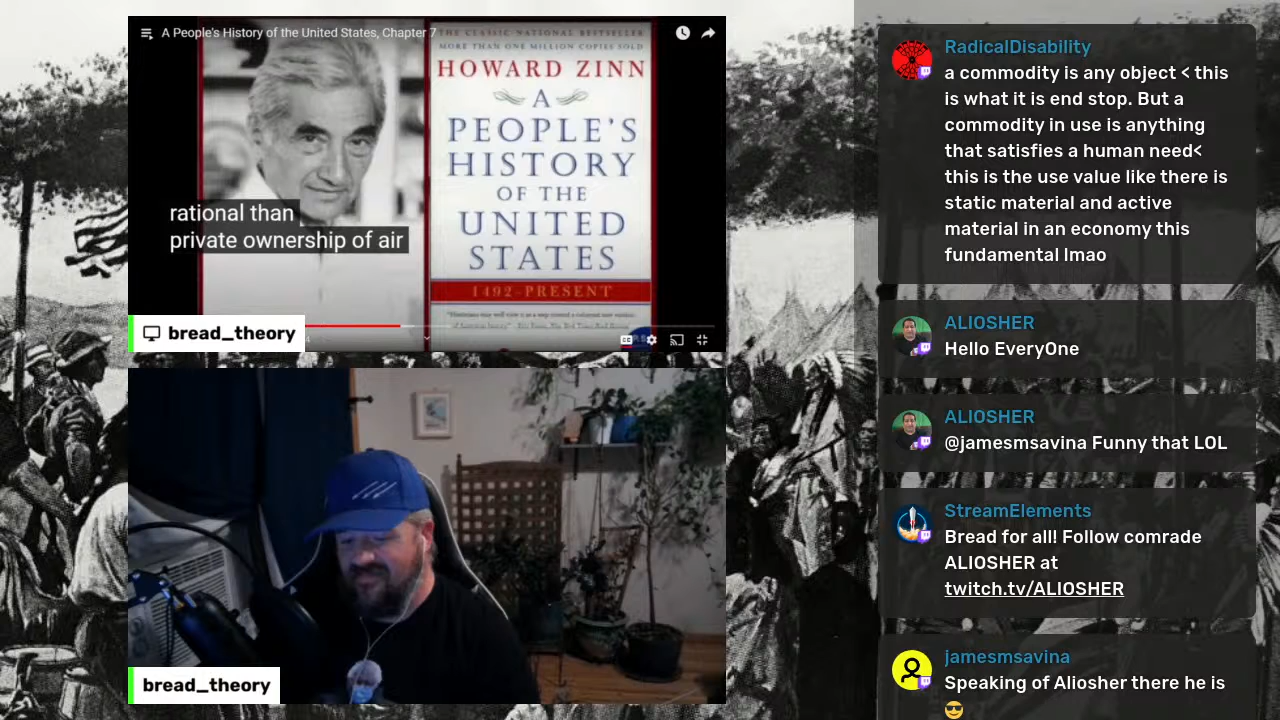 A People's History of the United States, Chapter 7
THE CLASSIC NATIONAL BESTSELLER
MORE THAN ONE MILLION COPIES SOLD
HOWARD ZINN
A
PEOPLE'S
HISTORY
OF THE
UNITED
STATES
1492–PRESENT
rational than
private ownership of air
bread_theory
bread_theory
RadicalDisability
a commodity is any object < this
is what it is end stop. But a
commodity in use is anything
that satisfies a human need<
this is the use value like there is
static material and active
material in an economy this
fundamental lmao
ALIOSHER
Hello EveryOne
ALIOSHER
@jamesmsavina Funny that LOL
StreamElements
Bread for all! Follow comrade
ALIOSHER at
twitch.tv/ALIOSHER
jamesmsavina
Speaking of Aliosher there he is
😎